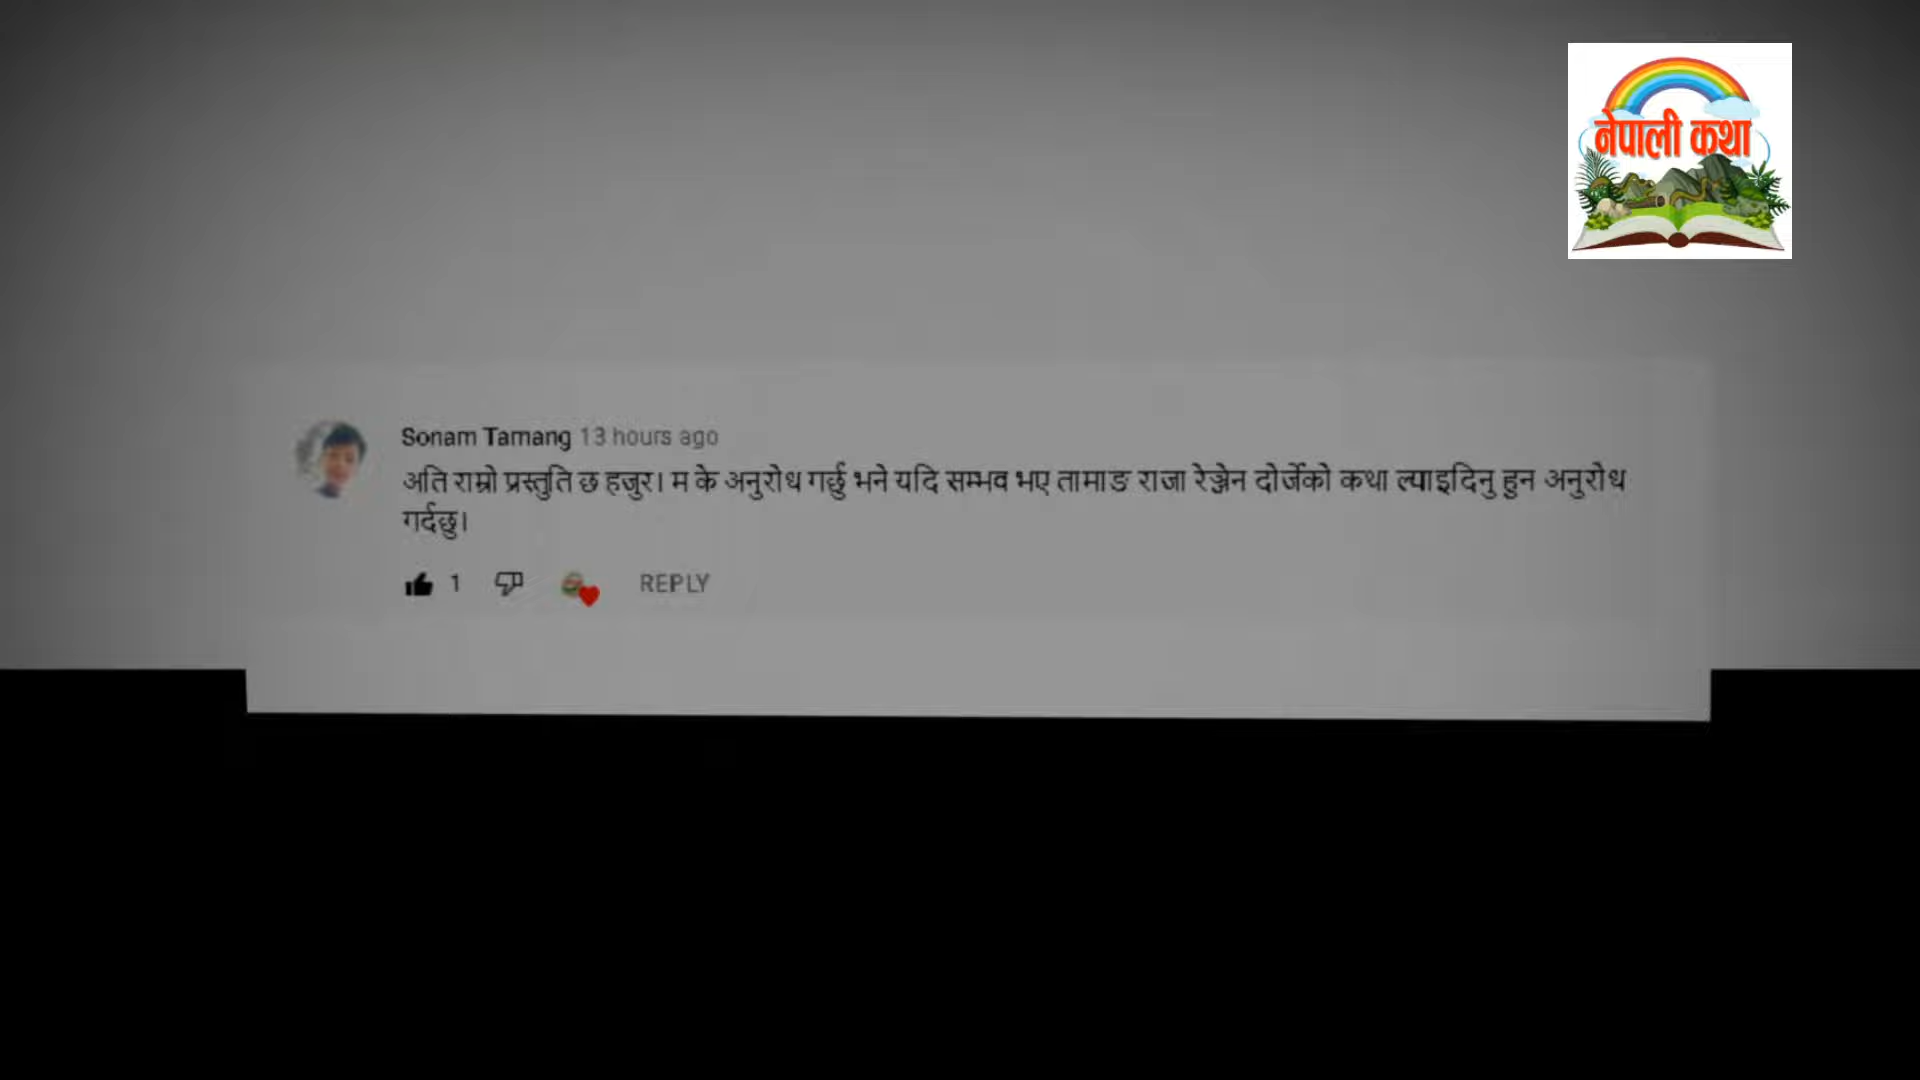 नेपाली कथा
Sonam Tamang 13 hours ago
अति राम्रो प्रस्तुति छ हजुर। म के अनुरोध गर्छु भने यदि सम्भव भए तामाङ राजा रेञ्जेन दोर्जेको कथा ल्याइदिनु हुन अनुरोध
गर्दछु।
1 REPLY